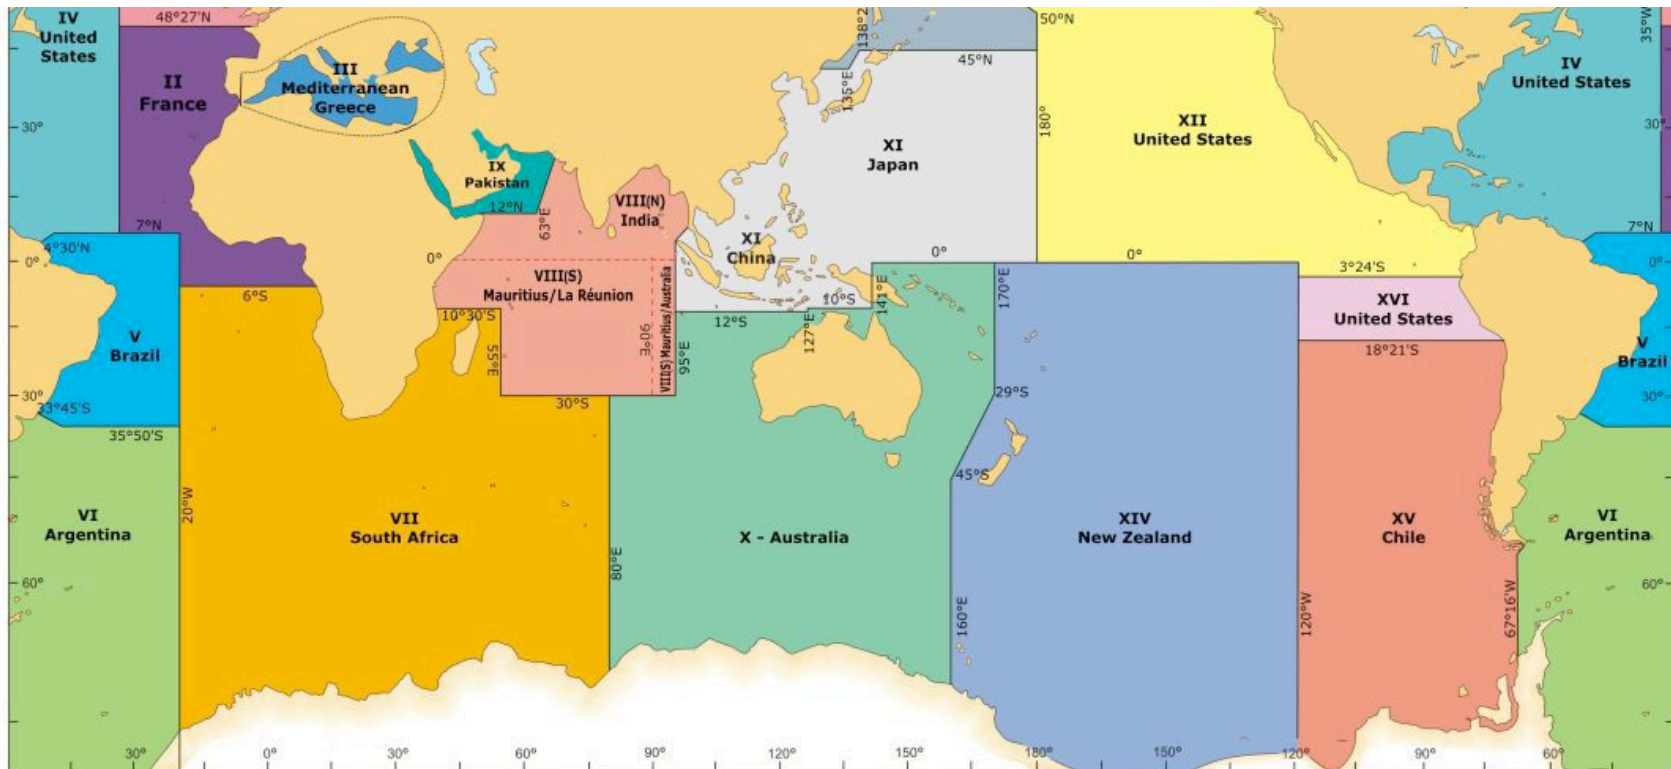 IV
United
States
48°27'N
II
France
III
Mediterranean
Greece
138°2
135°E
45°N
50°N
180°
XII
United States
35°W
IV
United States
30°
30°
XI
Japan
IX
Pakistan
12°N
63°E
VIII(N)
India
7°N
7°N
4°30'N
0°
0°
XI
China
0°
0°
0°
6°S
VIII(S)
Mauritius/La Réunion
VIII(S) Mauritius/Australia
10°30'S
55°E
90°E
95°E
12°S
10°S
127°E
141°E
170°E
3°24'S
XVI
United States
18°21'S
V
Brazil
V
Brazil
30°
30°
33°45'S
35°50'S
30°S
29°S
45°S
VI
Argentina
20°W
VII
South Africa
80°E
X - Australia
160°E
XIV
New Zealand
120°W
XV
Chile
67°16'W
VI
Argentina
60°
60°
30°
0°
30°
60°
90°
120°
150°
180°
150°
120°
90°
60°